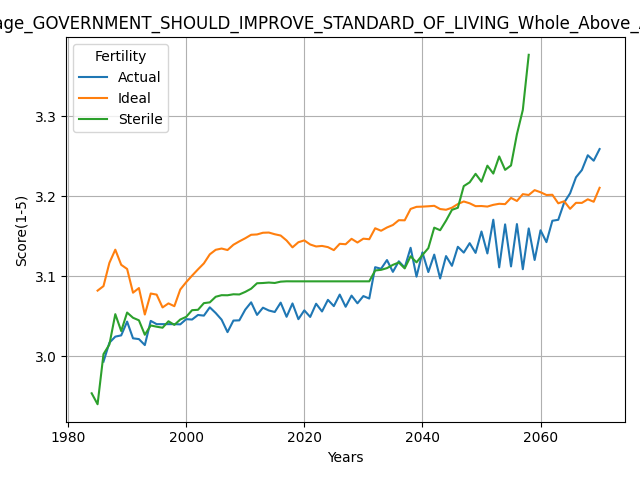 age_GOVERNMENT_SHOULD_IMPROVE_STANDARD_OF_LIVING_Whole_Above_
Fertility
Actual
Ideal
Sterile
Score(1-5)
3.3
3.2
3.1
3.0
1980 2000 2020 2040 2060
Years